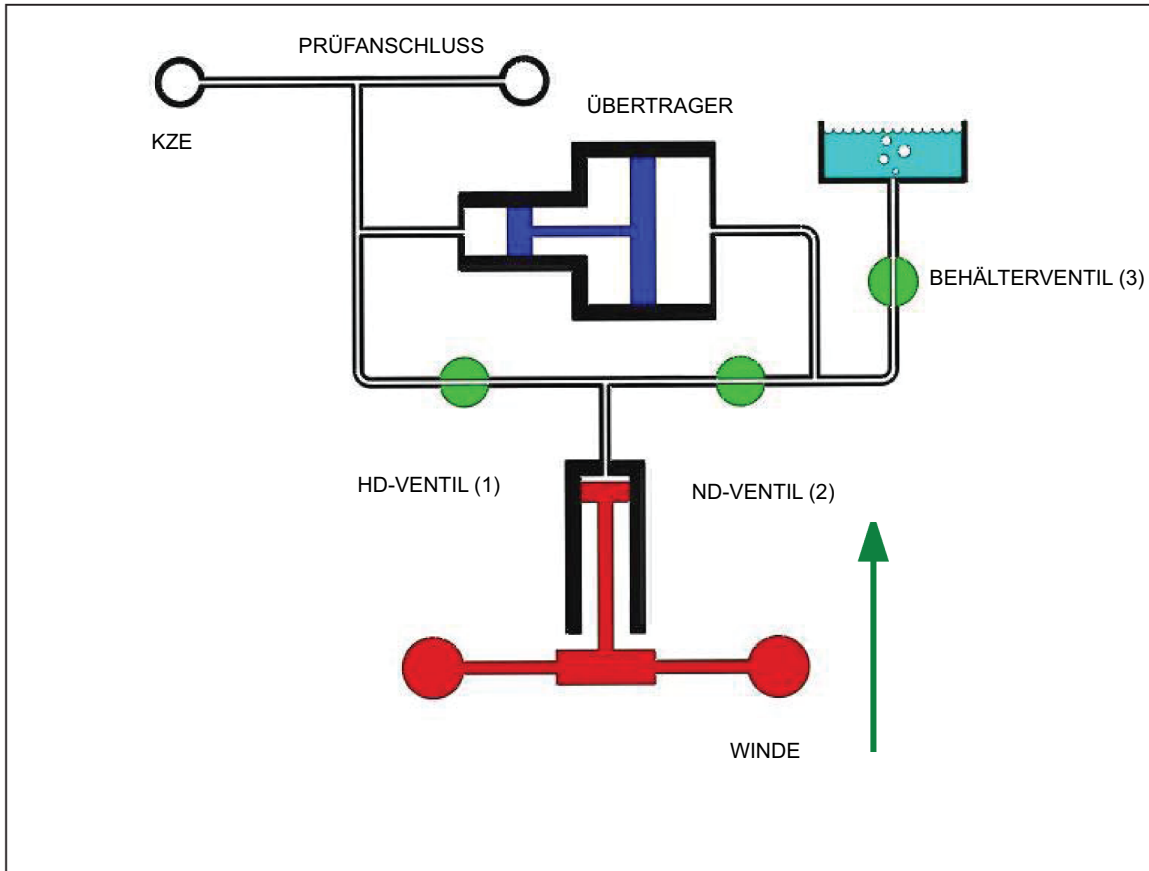 PRÜFANSCHLUSS
KZE
ÜBERTRAGER
BEHÄLTERVENTIL (3)
HD-VENTIL (1)
ND-VENTIL (2)
WINDE